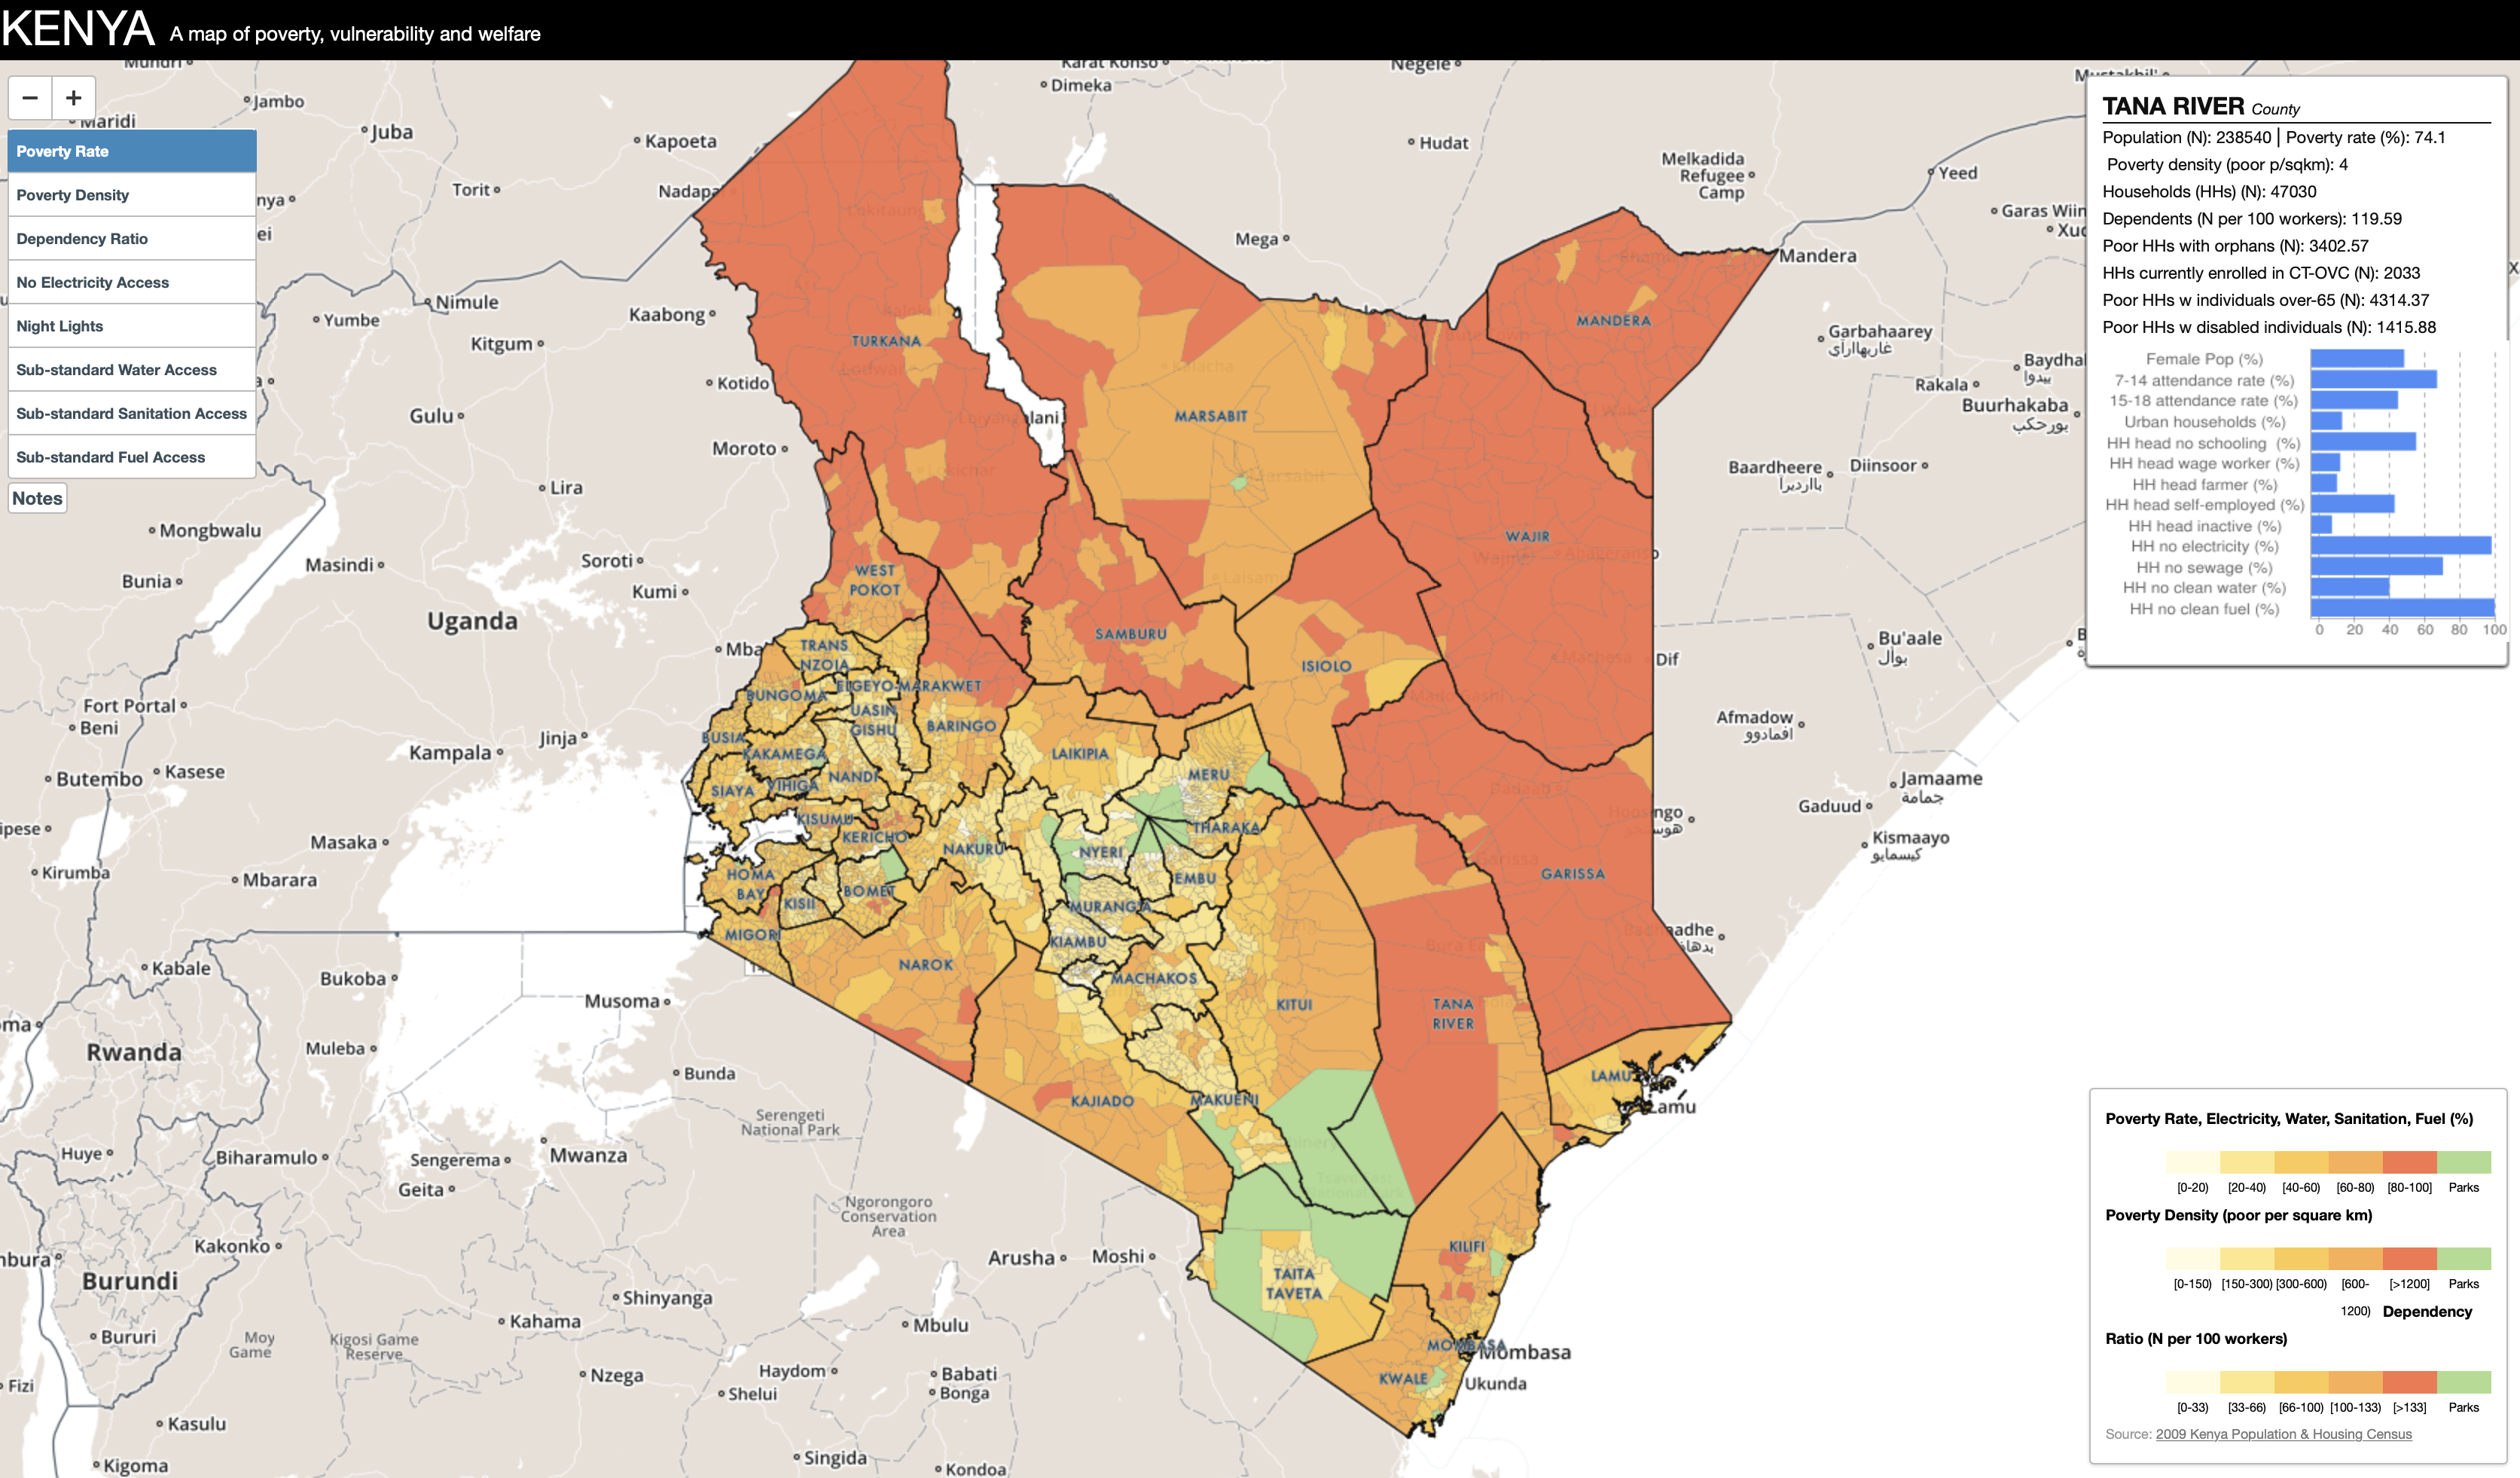 KENYA A map of poverty, vulnerability and welfare
−
+
Poverty Rate
Poverty Density
Dependency Ratio
No Electricity Access
Night Lights
Sub-standard Water Access
Sub-standard Sanitation Access
Sub-standard Fuel Access
Notes
TANA RIVER County
Population (N): 238540 | Poverty rate (%): 74.1
Poverty density (poor p/sqkm): 4
Households (HHs) (N): 47030
Dependents (N per 100 workers): 119.59
Poor HHs with orphans (N): 3402.57
HHs currently enrolled in CT-OVC (N): 2033
Poor HHs w individuals over-65 (N): 4314.37
Poor HHs w disabled individuals (N): 1415.88
Female Pop (%)
7-14 attendance rate (%)
15-18 attendance rate (%)
Urban households (%)
HH head no schooling (%)
HH head wage worker (%)
HH head farmer (%)
HH head self-employed (%)
HH head inactive (%)
HH no electricity (%)
HH no sewage (%)
HH no clean water (%)
HH no clean fuel (%)
0 20 40 60 80 100
Karat Konso
Negele
Jambo
Dimeka
Maridi
Juba
Kapoeta
Hudat
Melkadida
Refugee
Camp
Yeed
Torit
Garas Wiin
Mega
Mandera
Nimule
Yumbe
Kaabong
Kitgum
Garbahaarey
غاربهااراي
Rakala
Buurhakaba
بورحكب
Kotido
Gulu
Moroto
Baardheere
باارديرا
Diinsoor
Lira
Mongbwalu
Masindi
Soroti
Bunia
Kumi
Uganda
Bu'aale
بوآل
Dif
Fort Portal
Beni
Afmadow
افمادوو
Jinja
Kampala
Butembo
Kasese
Jamaame
جمامة
Gaduud
Kismaayo
كيسمايو
Masaka
Kirumba
Mbarara
Kabale
Bukoba
Musoma
Rwanda
Muleba
Bunda
Serengeti
National Park
Lamu
Huye
Biharamulo
Sengerema
Mwanza
Geita
Ngorongoro
Conservation
Area
Kakonko
Arusha
Moshi
Burundi
Shinyanga
Kahama
Mbulu
Bururi
Moy
Game
Kigosi Game
Reserve
Mombasa
Nzega
Haydom
Babati
Bonga
Shelui
Ukunda
Fizi
Kasulu
Kigoma
Singida
Kondoa
TURKANA
MARSABIT
MANDERA
WAJIR
WEST
POKOT
SAMBURU
ISIOLO
TRANS
NZOIA
BUNGOMA
ELGEYO-MARAKWET
UASIN
GISHU
BARINGO
BUSIA
KAKAMEGA
LAIKIPIA
NANDI
MERU
SIAYA
VIHIGA
KISUMU
KERICHO
NAKURU
THARAKA
NYERI
HOMA
BAY
KISII
BOMET
EMBU
GARISSA
MURANG'A
MIGORI
KIAMBU
NAROK
MACHAKOS
KITUI
TANA
RIVER
LAMU
KAJIADO
MAKUENI
KILIFI
TAITA
TAVETA
MOMBASA
KWALE
Poverty Rate, Electricity, Water, Sanitation, Fuel (%)
[0-20) [20-40) [40-60) [60-80) [80-100] Parks
Poverty Density (poor per square km)
[0-150) [150-300) [300-600) [600- [>1200] Parks
1200) Dependency
Ratio (N per 100 workers)
[0-33) [33-66) [66-100) [100-133) [>133] Parks
Source: 2009 Kenya Population & Housing Census